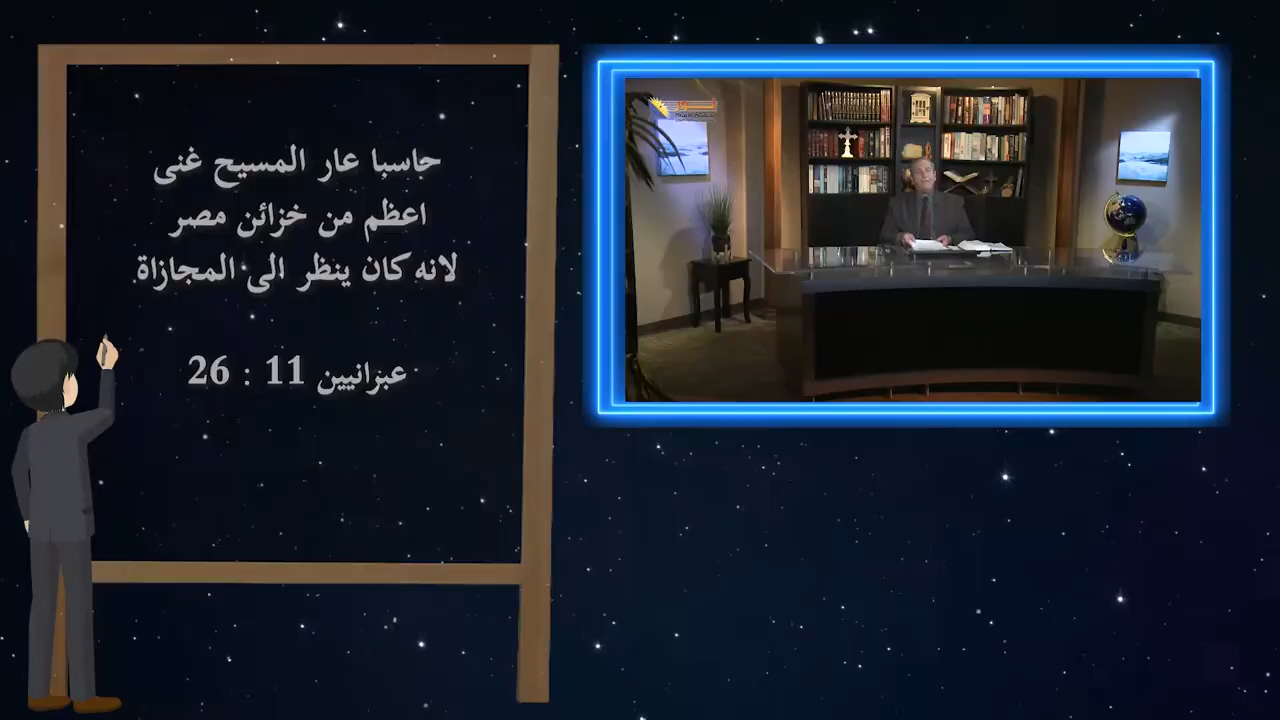 حاسبا عار المسيح غنى
اعظم من خزائن مصر
لانه كان ينظر الى المجازاة.
عبرانيين 11 : 26